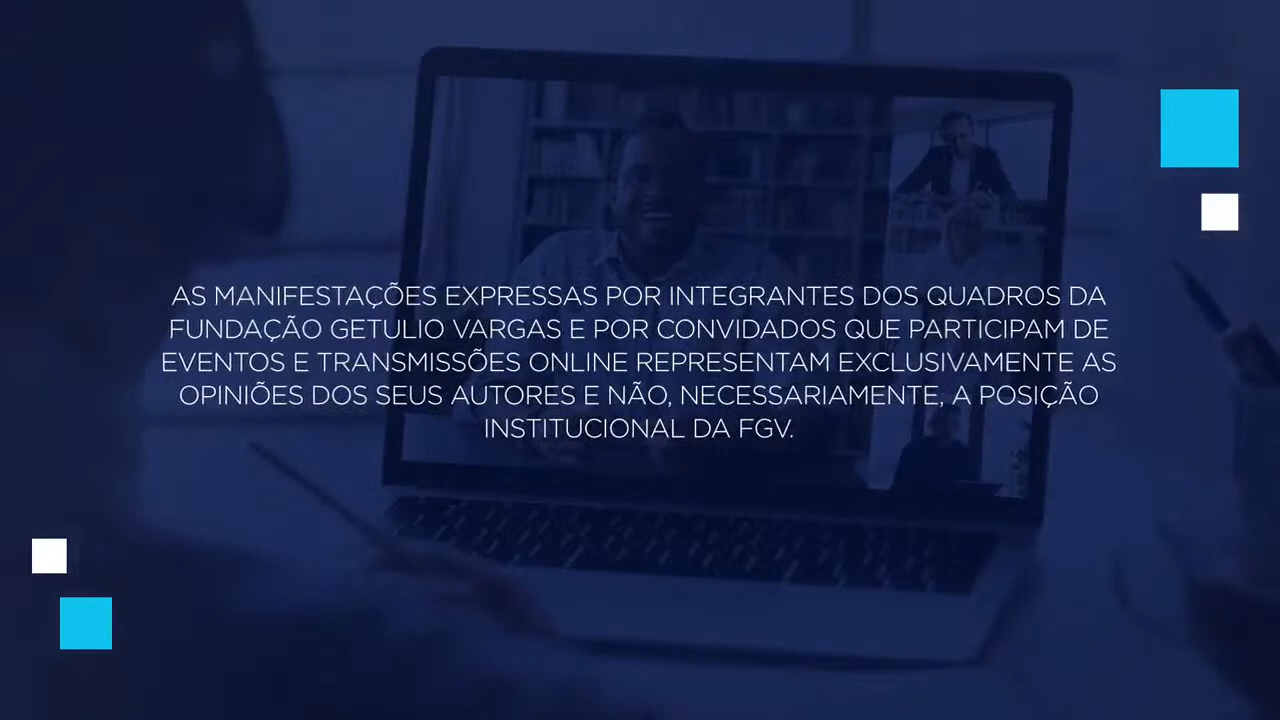 AS MANIFESTAÇÕES EXPRESSAS POR INTEGRANTES DOS QUADROS DA
FUNDAÇÃO GETULIO VARGAS E POR CONVIDADOS QUE PARTICIPAM DE
EVENTOS E TRANSMISSÕES ONLINE REPRESENTAM EXCLUSIVAMENTE AS
OPINIÕES DOS SEUS AUTORES E NÃO, NECESSARIAMENTE, A POSIÇÃO
INSTITUCIONAL DA FGV.